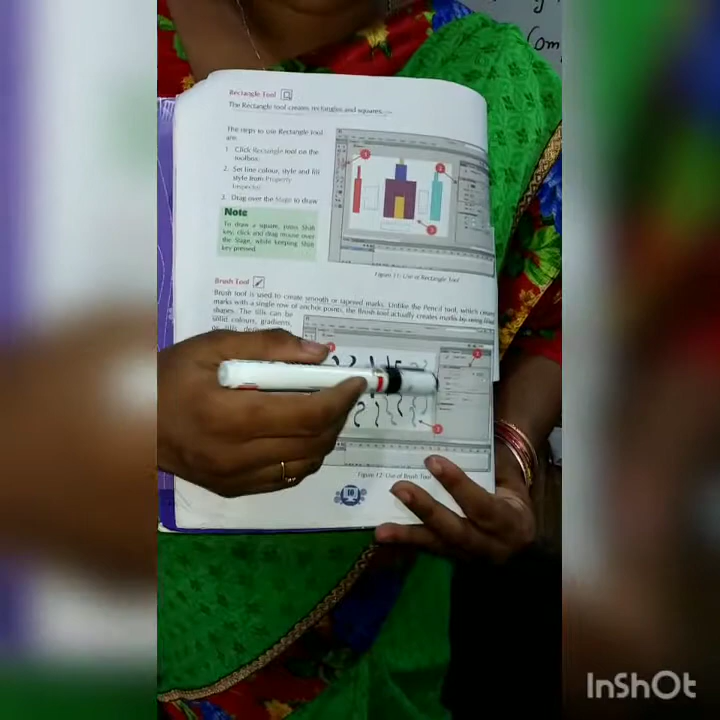 Rectangle Tool
The Rectangle tool creates rectangles and squares.
The steps to use Rectangle tool
are:
1. Click Rectangle tool on the
toolbox.
2. Set line colour, style and fill
style from Property
Inspector.
3. Drag over the Stage to draw
Note
To draw a square, press Shift
key, click and drag mouse over
the Stage, while keeping Shift
key pressed.
Figure 11: Use of Rectangle Tool
Brush Tool
Brush tool is used to create smooth or tapered marks. Unlike the Pencil tool, which creates
marks with a single row of anchor points, the Brush tool actually creates marks by using filled
shapes. The fills can be
solid colours, gradients,
Figure 12: Use of Brush Tool
10
InShOt